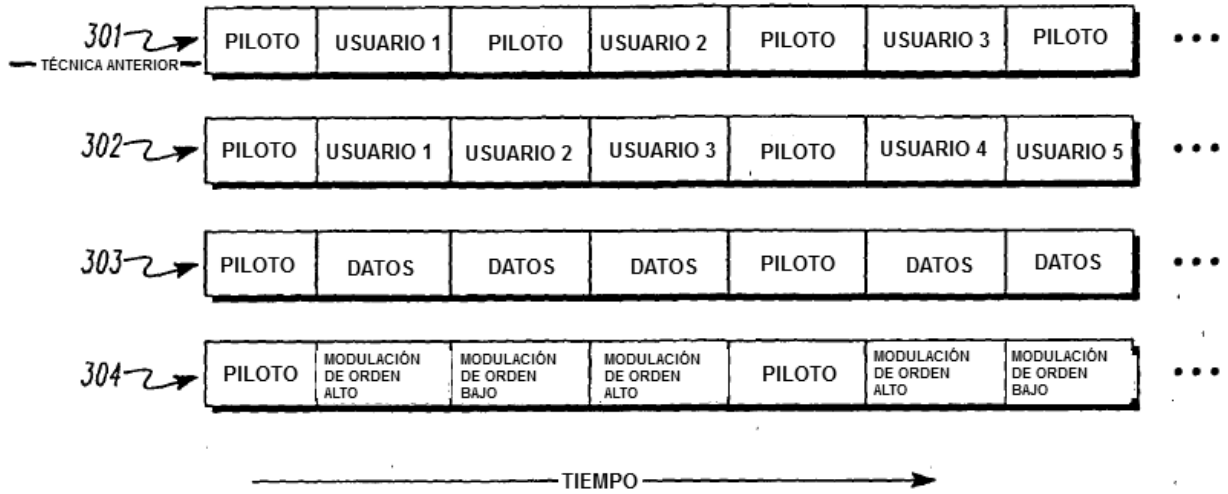 301 PILOTO USUARIO 1 PILOTO USUARIO 2 PILOTO USUARIO 3 PILOTO ...
TÉCNICA ANTERIOR
302 PILOTO USUARIO 1 USUARIO 2 USUARIO 3 PILOTO USUARIO 4 USUARIO 5 ...
303 PILOTO DATOS DATOS DATOS PILOTO DATOS DATOS ...
304 PILOTO MODULACIÓN DE ORDEN ALTO MODULACIÓN DE ORDEN BAJO MODULACIÓN DE ORDEN ALTO PILOTO MODULACIÓN DE ORDEN ALTO MODULACIÓN DE ORDEN BAJO ...
TIEMPO